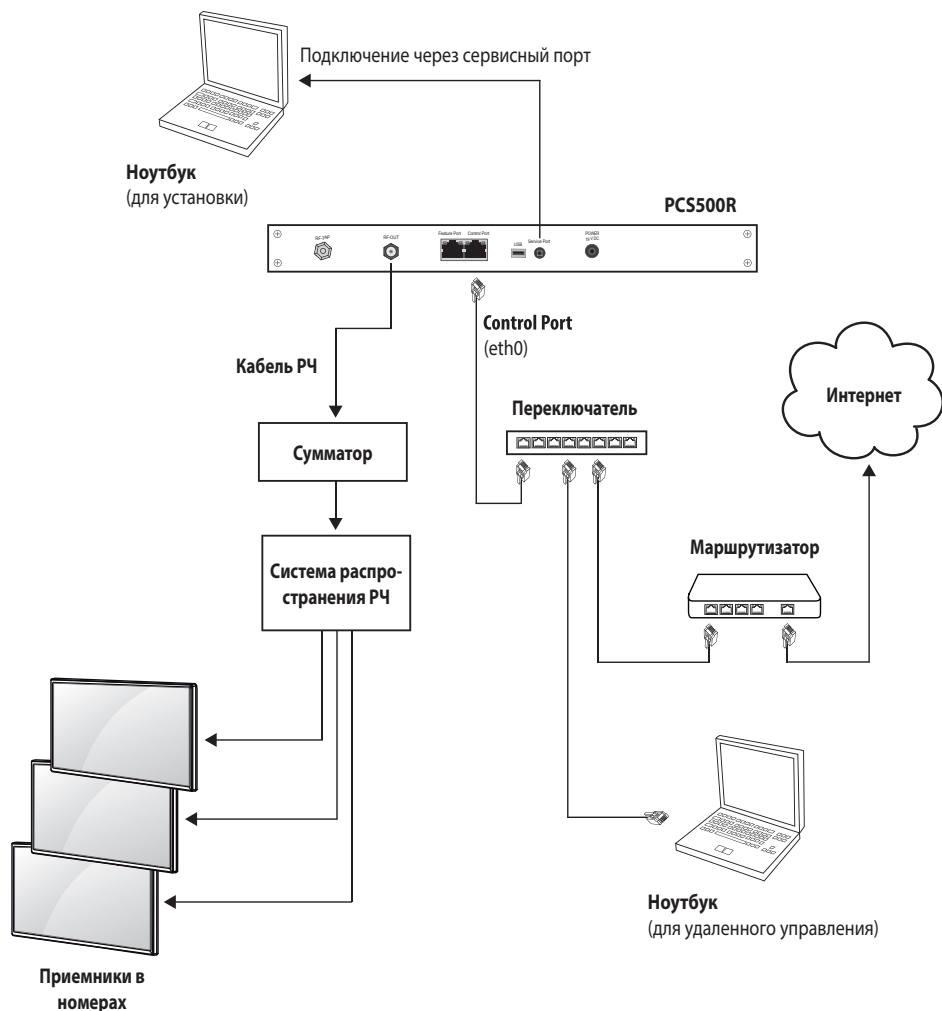 Подключение через сервисный порт
Ноутбук
(для установки)
PCS500R
RF-OUT
Feature Port
Control Port
USB
Service Port
POWER
Control Port
(eth0)
Кабель РЧ
Интернет
Переключатель
Сумматор
Маршрутизатор
Система распро-
странения РЧ
Ноутбук
(для удаленного управления)
Приемники в
номерах